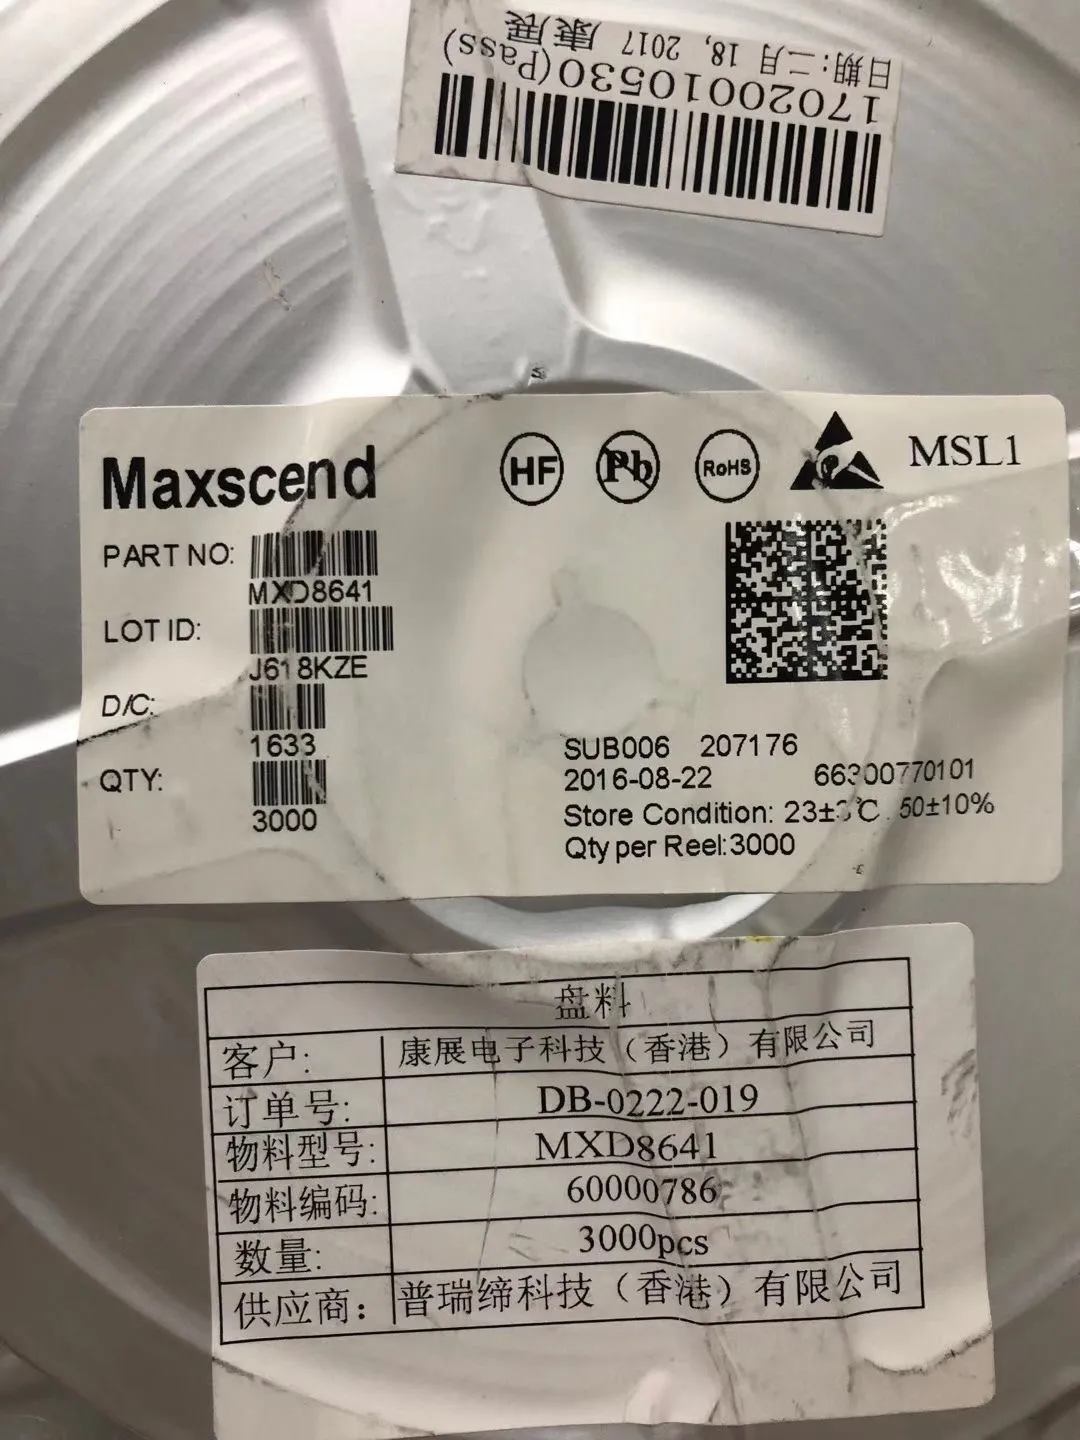 日期:二月 18, 2017 康展
17020010530(Pass)
Maxscend
HF
Pb
RoHS
MSL1
PART NO:
MXD8641
LOT ID:
J618KZE
D/C:
1633
QTY:
3000
SUB006 207176
2016-08-22 66300770101
Store Condition: 23±3℃ 50±10%
Qty per Reel:3000
盘料
客户: 康展电子科技（香港）有限公司
订单号: DB-0222-019
物料型号: MXD8641
物料编码: 60000786
数量: 3000pcs
供应商: 普瑞缔科技（香港）有限公司